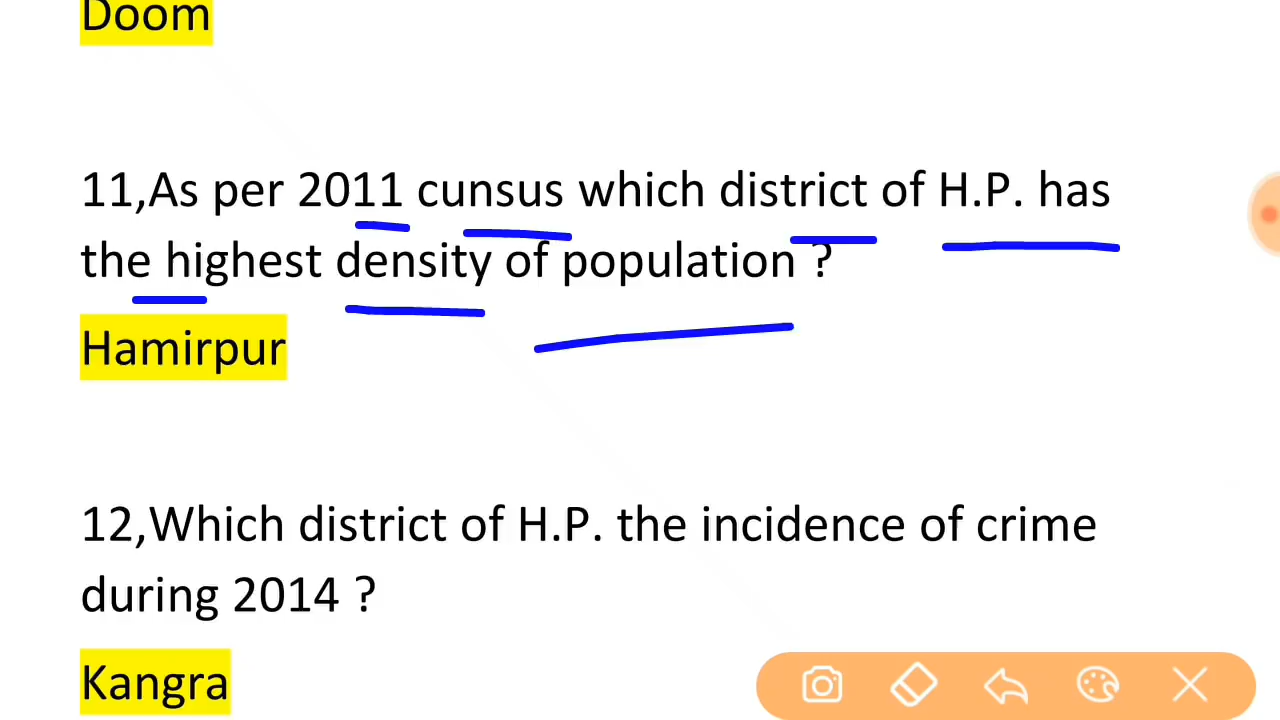 Doom
11,As per 2011 cunsus which district of H.P. has
the highest density of population ?
Hamirpur
12,Which district of H.P. the incidence of crime
during 2014 ?
Kangra